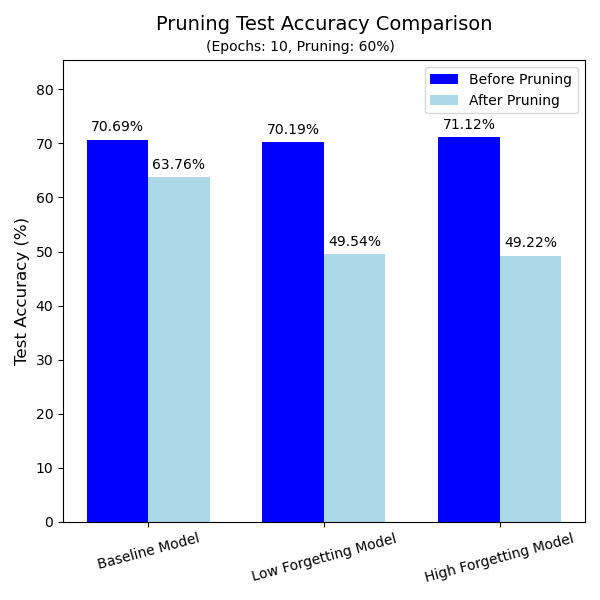 Pruning Test Accuracy Comparison
(Epochs: 10, Pruning: 60%)
Before Pruning
After Pruning
Test Accuracy (%)
80
70
60
50
40
30
20
10
0
70.69%
63.76%
70.19%
49.54%
71.12%
49.22%
Baseline Model
Low Forgetting Model
High Forgetting Model